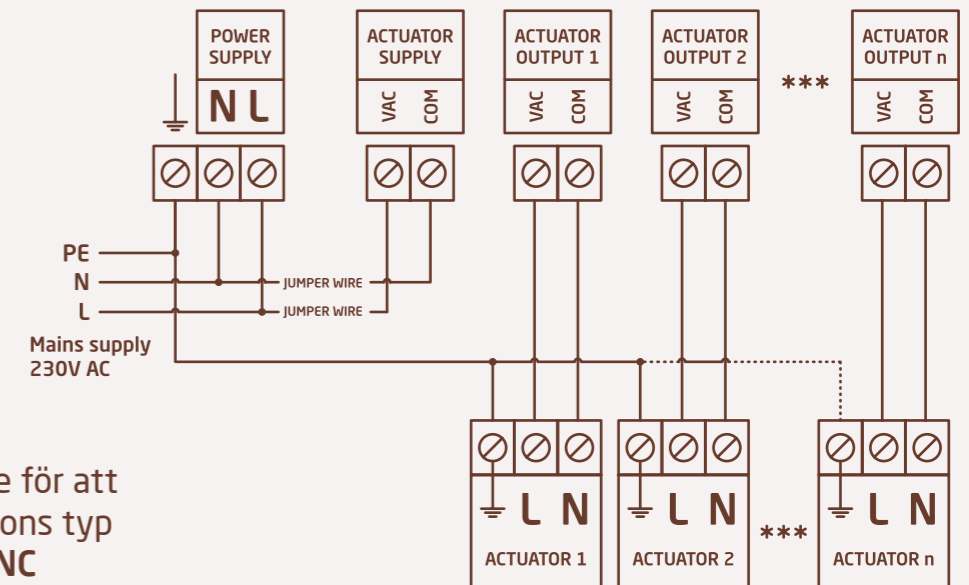 POWER
SUPPLY
N L
ACTUATOR
SUPPLY
VAC COM
ACTUATOR
OUTPUT 1
VAC COM
ACTUATOR
OUTPUT 2
VAC COM
***
ACTUATOR
OUTPUT n
VAC COM
PE
N
JUMPER WIRE
L
JUMPER WIRE
Mains supply
230V AC
e för att
ons typ
NC
L N
ACTUATOR 1
L N
ACTUATOR 2
***
L N
ACTUATOR n